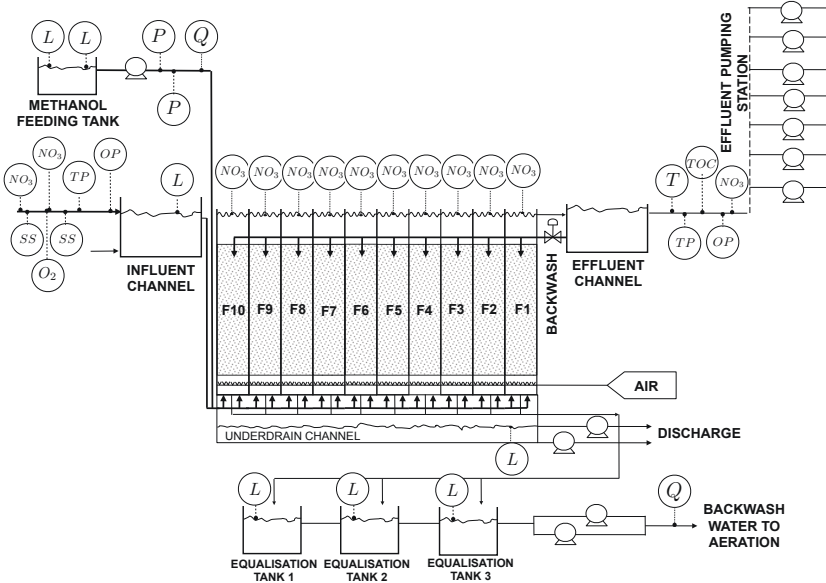 L
L
P
Q
P
METHANOL
FEEDING TANK
EFFLUENT PUMPING
STATION
NO3
NO3
TP
OP
L
SS
SS
O2
INFLUENT
CHANNEL
NO3
NO3
NO3
NO3
NO3
NO3
NO3
NO3
NO3
NO3
T
TOC
NO3
TP
OP
EFFLUENT
CHANNEL
BACKWASH
F10
F9
F8
F7
F6
F5
F4
F3
F2
F1
AIR
UNDERDRAIN CHANNEL
L
DISCHARGE
L
L
L
Q
EQUALISATION
TANK 1
EQUALISATION
TANK 2
EQUALISATION
TANK 3
BACKWASH
WATER TO
AERATION